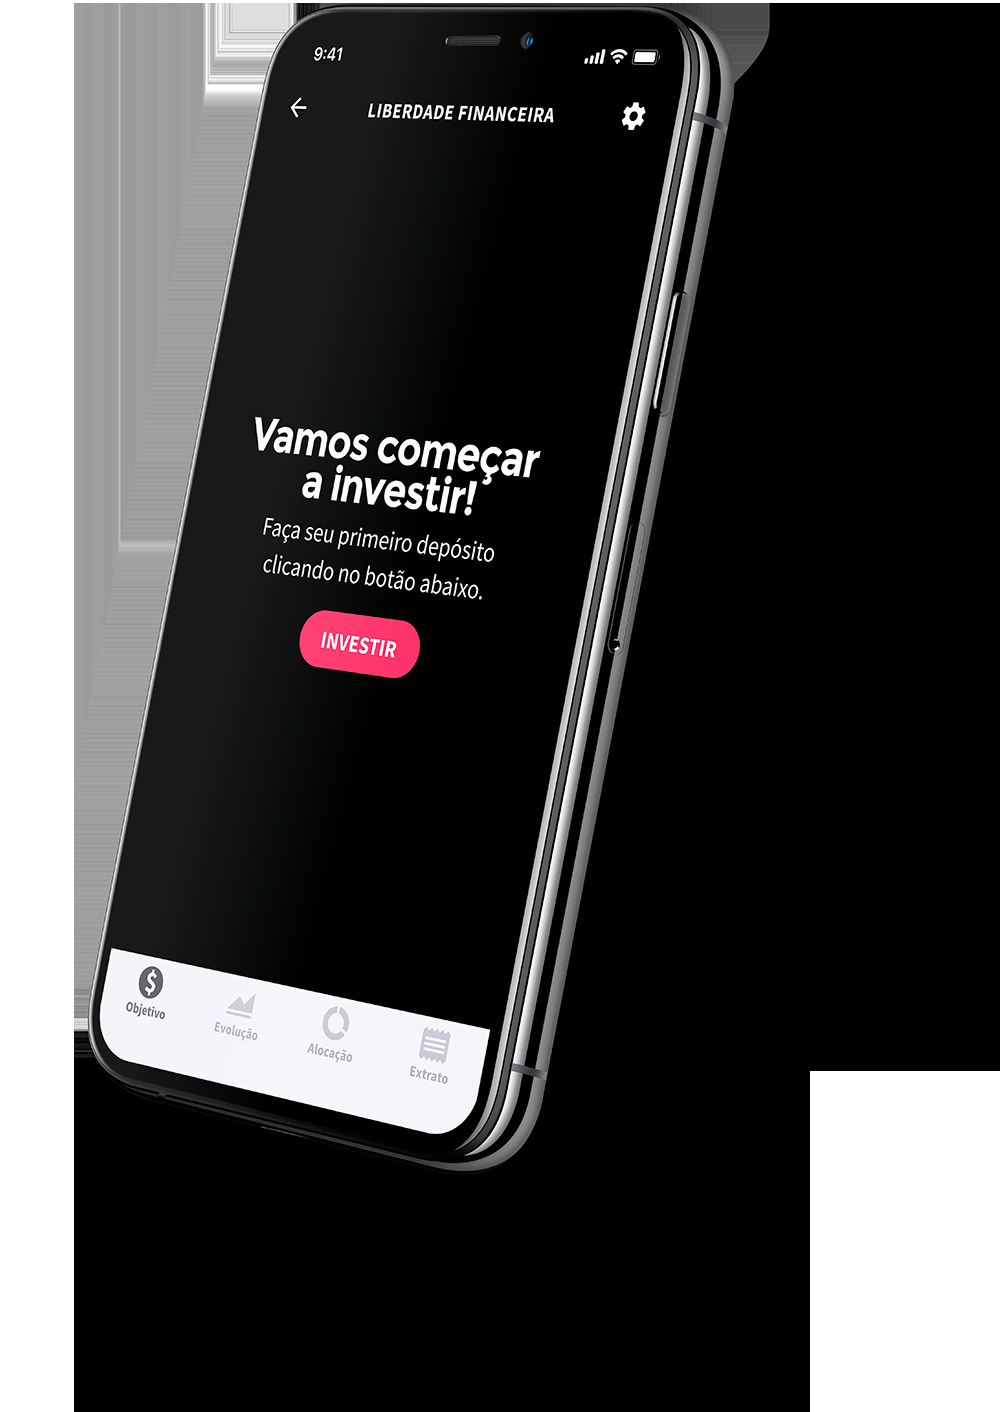 9:41
LIBERDADE FINANCEIRA
Vamos começar
a investir!
Faça seu primeiro depósito
clicando no botão abaixo.
INVESTIR
Objetivo
Evolução
Alocação
Extrato